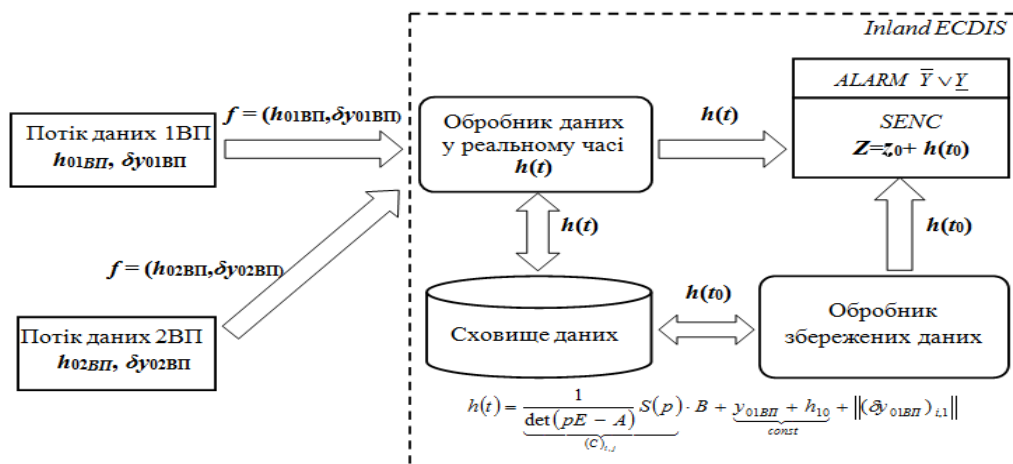 Inland ECDIS
Потік даних 1ВП
h₀₁ВП, δy₀₁ВП
f = (h₀₁ВП,δy₀₁ВП)
Обробник даних
у реальному часі
h(t)
h(t)
ALARM Y̅ ∨ Y̲
SENC
Z=z₀+ h(t₀)
h(t)
h(t₀)
f = (h₀₂ВП,δy₀₂ВП)
Потік даних 2ВП
h₀₂ВП, δy₀₂ВП
Сховище даних
h(t₀)
Обробник
збережених даних
h(t) = 1/det(pE − A) S(p) · B + y₀₁ВП + h₁₀ + ‖(δy₀₁ВП)ᵢ,₁‖
(C)ᵢ,ⱼ const